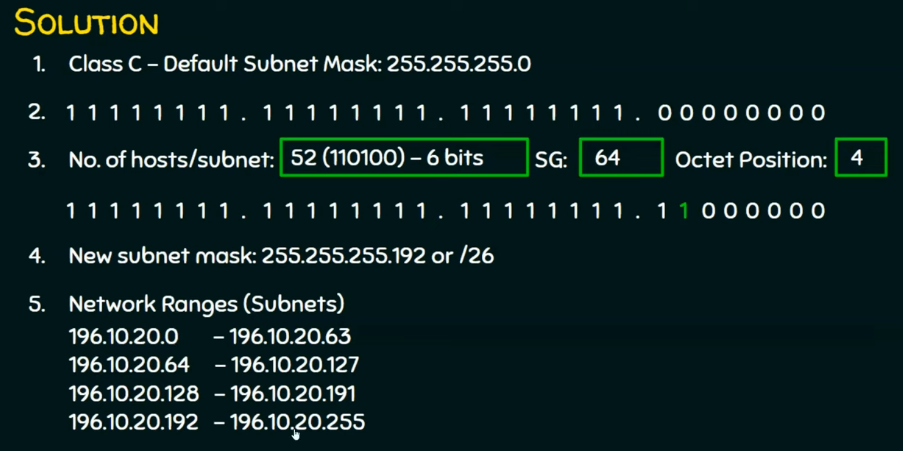 SOLUTION
1. Class C – Default Subnet Mask: 255.255.255.0
2. 1 1 1 1 1 1 1 1 . 1 1 1 1 1 1 1 1 . 1 1 1 1 1 1 1 1 . 0 0 0 0 0 0 0 0
3. No. of hosts/subnet: 52 (110100) – 6 bits SG: 64 Octet Position: 4
1 1 1 1 1 1 1 1 . 1 1 1 1 1 1 1 1 . 1 1 1 1 1 1 1 1 . 1 1 0 0 0 0 0 0
4. New subnet mask: 255.255.255.192 or /26
5. Network Ranges (Subnets)
196.10.20.0 – 196.10.20.63
196.10.20.64 – 196.10.20.127
196.10.20.128 – 196.10.20.191
196.10.20.192 – 196.10.20.255